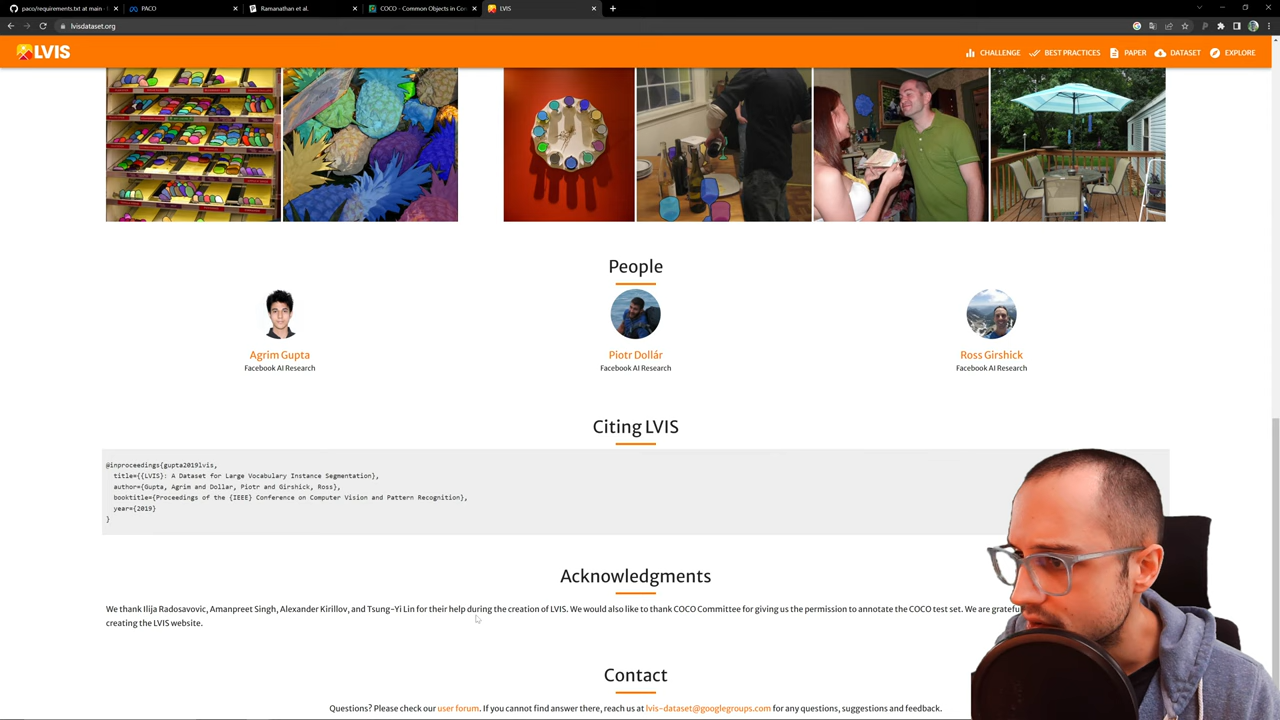 paco/requirements.txt at main ·
PACO
Ramanathan et al.
COCO - Common Objects in Co
LVIS
lvisdataset.org
LVIS
CHALLENGE
BEST PRACTICES
PAPER
DATASET
EXPLORE
People
Agrim Gupta
Facebook AI Research
Piotr Dollár
Facebook AI Research
Ross Girshick
Facebook AI Research
Citing LVIS
@inproceedings{gupta2019lvis,
title={{LVIS}: A Dataset for Large Vocabulary Instance Segmentation},
author={Gupta, Agrim and Dollar, Piotr and Girshick, Ross},
booktitle={Proceedings of the {IEEE} Conference on Computer Vision and Pattern Recognition},
year={2019}
}
Acknowledgments
We thank Ilija Radosavovic, Amanpreet Singh, Alexander Kirillov, and Tsung-Yi Lin for their help during the creation of LVIS. We would also like to thank COCO Committee for giving us the permission to annotate the COCO test set. We are gratefu
creating the LVIS website.
Contact
Questions? Please check our user forum. If you cannot find answer there, reach us at lvis-dataset@googlegroups.com for any questions, suggestions and feedback.